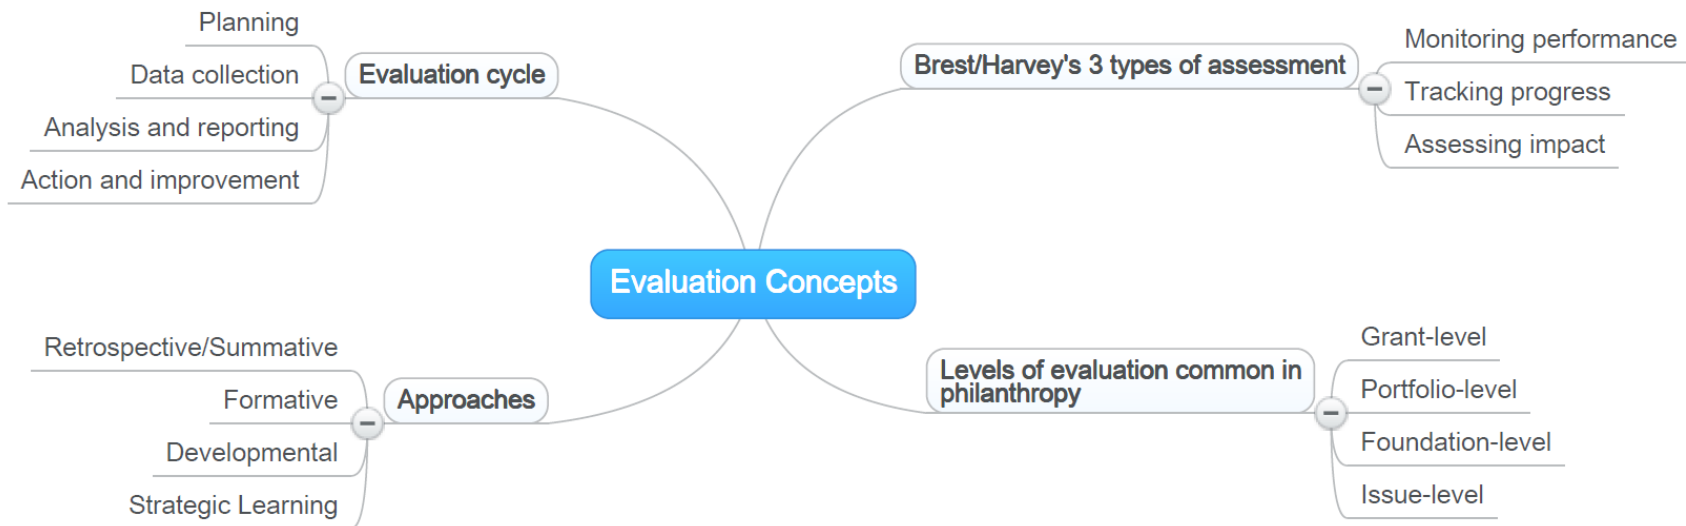 Planning
Data collection
Analysis and reporting
Action and improvement
Evaluation cycle
Brest/Harvey's 3 types of assessment
Monitoring performance
Tracking progress
Assessing impact
Evaluation Concepts
Retrospective/Summative
Formative
Developmental
Strategic Learning
Approaches
Levels of evaluation common in
philanthropy
Grant-level
Portfolio-level
Foundation-level
Issue-level